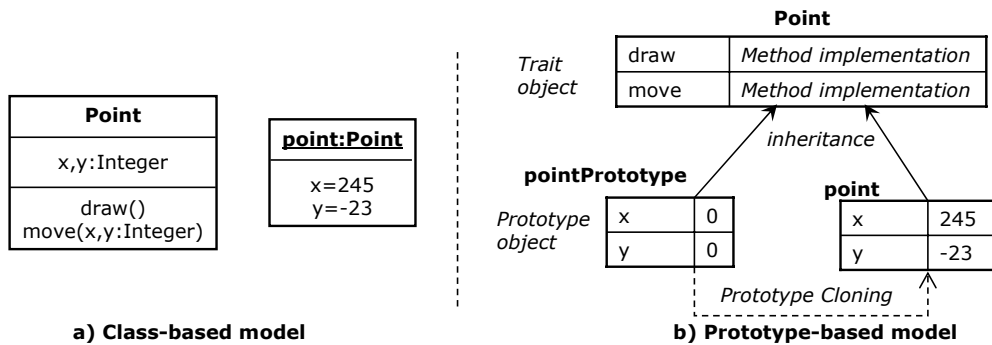 Point
x,y:Integer
draw()
move(x,y:Integer)
point:Point
x=245
y=-23
a) Class-based model
Point
Trait
object
draw Method implementation
move Method implementation
inheritance
pointPrototype
Prototype
object
x 0
y 0
point
x 245
y -23
Prototype Cloning
b) Prototype-based model